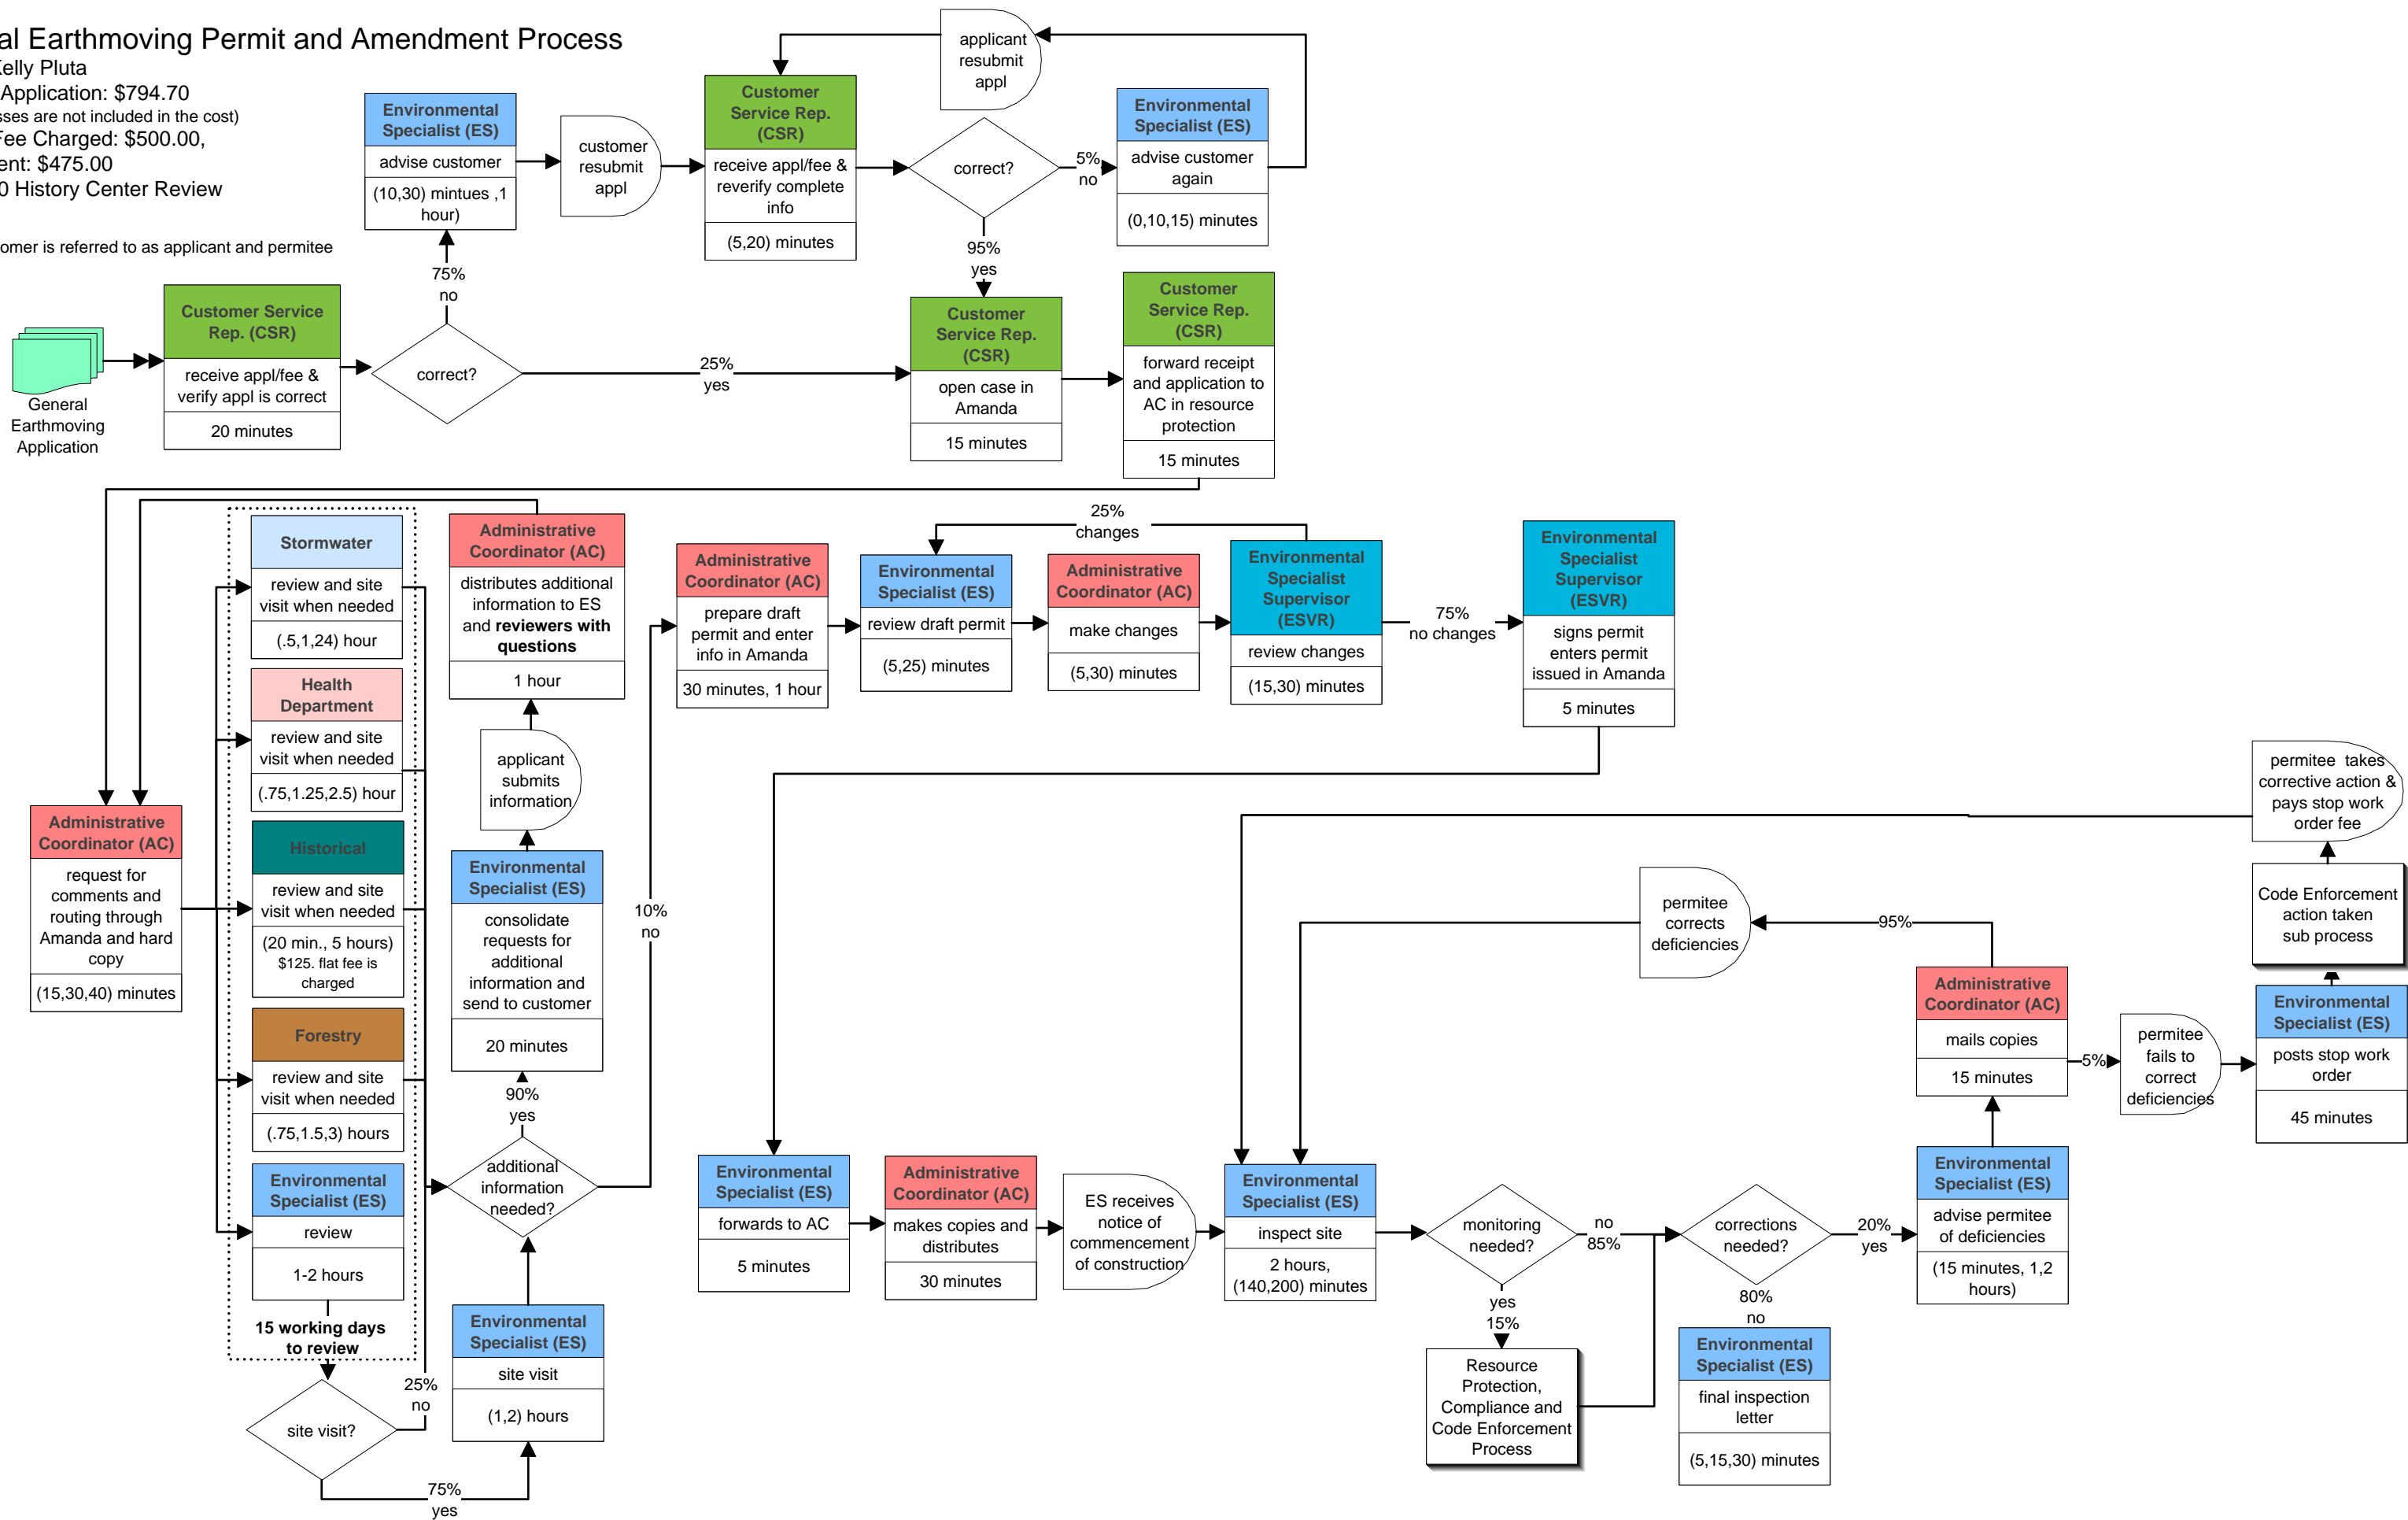 al Earthmoving Permit and Amendment Process
Kelly Pluta
Application: $794.70
sses are not included in the cost)
Fee Charged: $500.00,
ent: $475.00
0 History Center Review
omer is referred to as applicant and permitee
General
Earthmoving
Application
Customer Service
Rep. (CSR)
receive appl/fee &
verify appl is correct
20 minutes
correct?
75%
no
25%
yes
Environmental
Specialist (ES)
advise customer
(10,30) mintues ,1
hour)
customer
resubmit
appl
Customer
Service Rep.
(CSR)
receive appl/fee &
reverify complete
info
(5,20) minutes
correct?
5%
no
95%
yes
Environmental
Specialist (ES)
advise customer
again
(0,10,15) minutes
applicant
resubmit
appl
Customer
Service Rep.
(CSR)
open case in
Amanda
15 minutes
Customer
Service Rep.
(CSR)
forward receipt
and application to
AC in resource
protection
15 minutes
Administrative
Coordinator (AC)
request for
comments and
routing through
Amanda and hard
copy
(15,30,40) minutes
Stormwater
review and site
visit when needed
(.5,1,24) hour
Health
Department
review and site
visit when needed
(.75,1.25,2.5) hour
Historical
review and site
visit when needed
(20 min., 5 hours)
$125. flat fee is
charged
Forestry
review and site
visit when needed
(.75,1.5,3) hours
Environmental
Specialist (ES)
review
1-2 hours
15 working days
to review
site visit?
25%
no
75%
yes
Environmental
Specialist (ES)
site visit
(1,2) hours
additional
information
needed?
90%
yes
10%
no
Environmental
Specialist (ES)
consolidate
requests for
additional
information and
send to customer
20 minutes
applicant
submits
information
Administrative
Coordinator (AC)
distributes additional
information to ES
and reviewers with
questions
1 hour
Administrative
Coordinator (AC)
prepare draft
permit and enter
info in Amanda
30 minutes, 1 hour
Environmental
Specialist (ES)
review draft permit
(5,25) minutes
Administrative
Coordinator (AC)
make changes
(5,30) minutes
25%
changes
Environmental
Specialist
Supervisor
(ESVR)
review changes
(15,30) minutes
75%
no changes
Environmental
Specialist
Supervisor
(ESVR)
signs permit
enters permit
issued in Amanda
5 minutes
Environmental
Specialist (ES)
forwards to AC
5 minutes
Administrative
Coordinator (AC)
makes copies and
distributes
30 minutes
ES receives
notice of
commencement
of construction
Environmental
Specialist (ES)
inspect site
2 hours,
(140,200) minutes
monitoring
needed?
no
85%
yes
15%
Resource
Protection,
Compliance and
Code Enforcement
Process
corrections
needed?
20%
yes
80%
no
Environmental
Specialist (ES)
final inspection
letter
(5,15,30) minutes
Environmental
Specialist (ES)
advise permitee
of deficiencies
(15 minutes, 1,2
hours)
Administrative
Coordinator (AC)
mails copies
15 minutes
95%
permitee
corrects
deficiencies
5%
permitee
fails to
correct
deficiencies
Environmental
Specialist (ES)
posts stop work
order
45 minutes
Code Enforcement
action taken
sub process
permitee takes
corrective action &
pays stop work
order fee